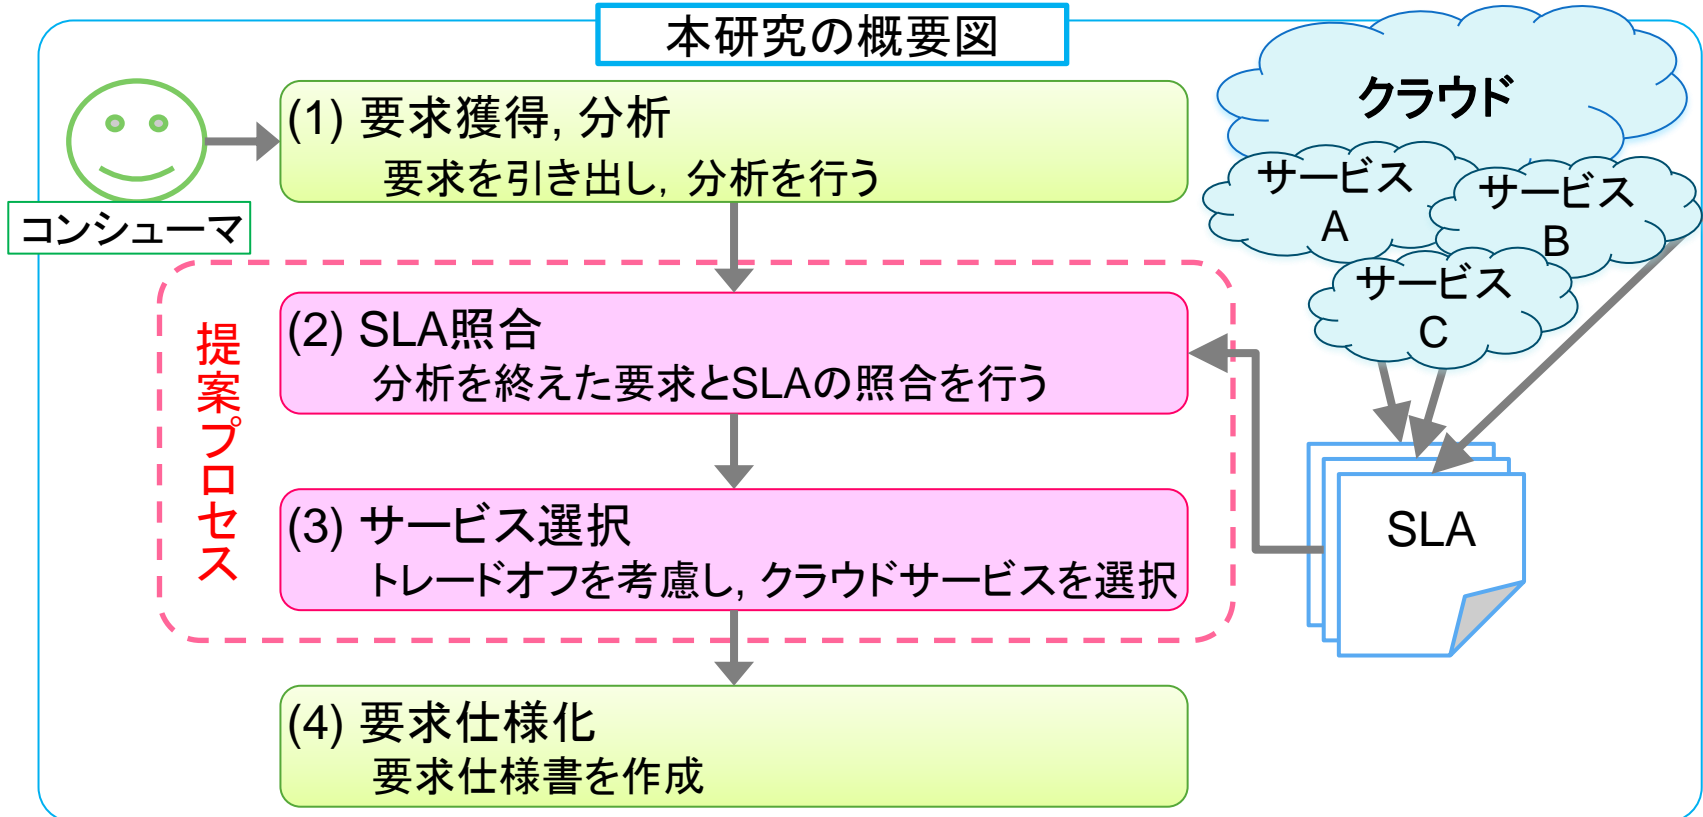 本研究の概要図
クラウド
(1) 要求獲得, 分析
要求を引き出し, 分析を行う
コンシューマ
サービス
A
サービス
B
サービス
C
提案プロセス
(2) SLA照合
分析を終えた要求とSLAの照合を行う
(3) サービス選択
トレードオフを考慮し, クラウドサービスを選択
SLA
(4) 要求仕様化
要求仕様書を作成